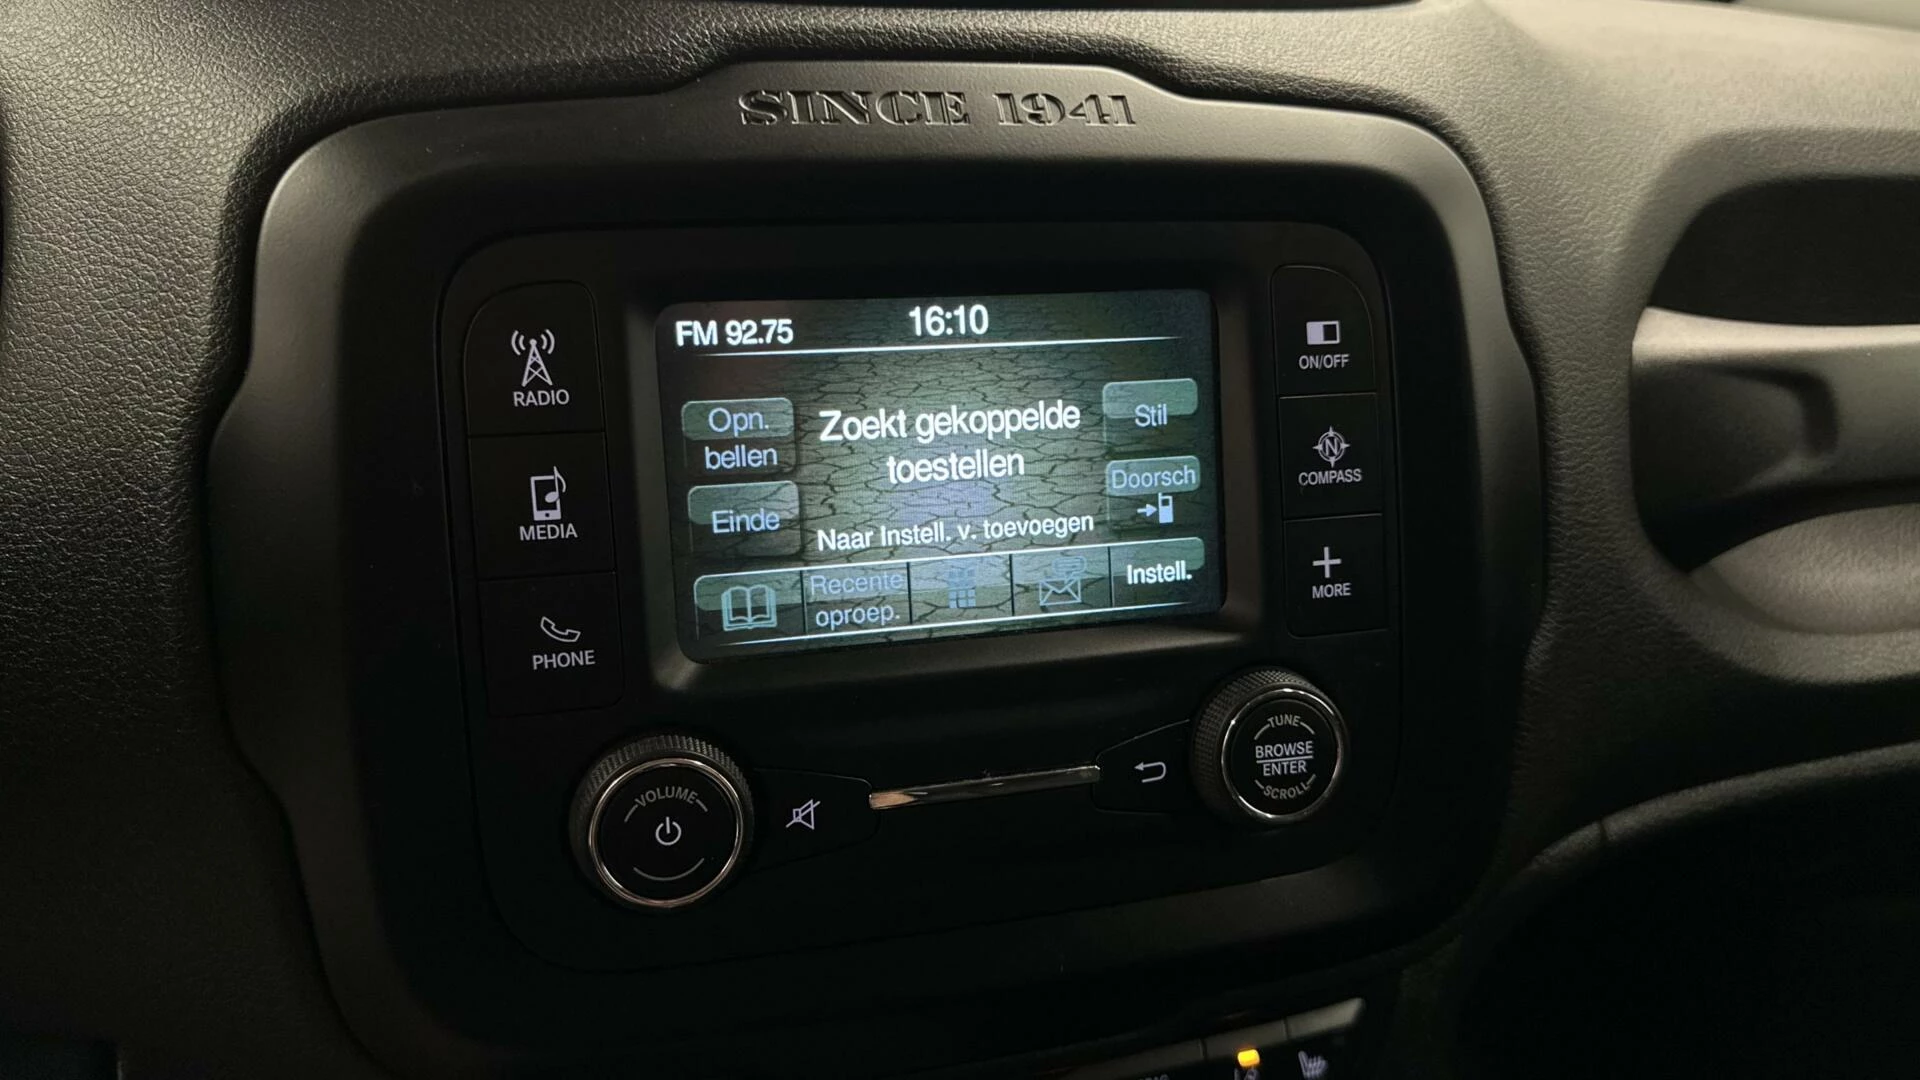 SINCE 1941
FM 92.75
16:10
Opn.
bellen
Zoekt gekoppelde
toestellen
Stil
Doorsch
Einde
Naar Instell. v. toevoegen
Recente
oproep.
Instell.
RADIO
MEDIA
PHONE
ON/OFF
N
COMPASS
MORE
VOLUME
TUNE
BROWSE
ENTER
SCROLL